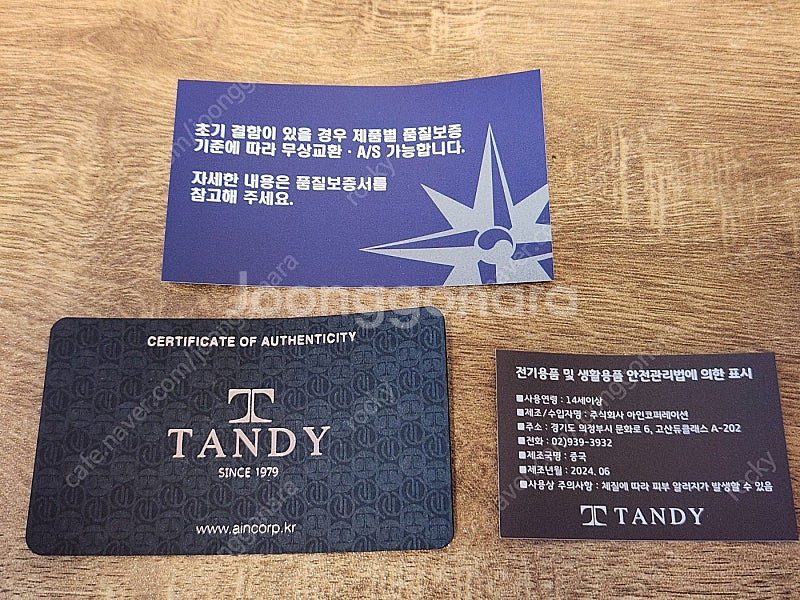 초기 결함이 있을 경우 제품별 품질보증
기준에 따라 무상교환 · A/S 가능합니다.
자세한 내용은 품질보증서를
참고해 주세요.
Joonggonara
CERTIFICATE OF AUTHENTICITY
TANDY
SINCE 1979
www.aincorp.kr
전기용품 및 생활용품 안전관리법에 의한 표시
■사용연령 : 14세이상
■제조/수입자명 : 주식회사 아인코퍼레이션
■주소 : 경기도 의정부시 문화로 6, 고산듀클래스 A-202
■전화 : 02)939-3932
■제조국명 : 중국
■제조년월 : 2024. 06
■사용상 주의사항 : 체질에 따라 피부 알러지가 발생할 수 있음
TANDY
cafe.naver.com/joonggonara
rocky